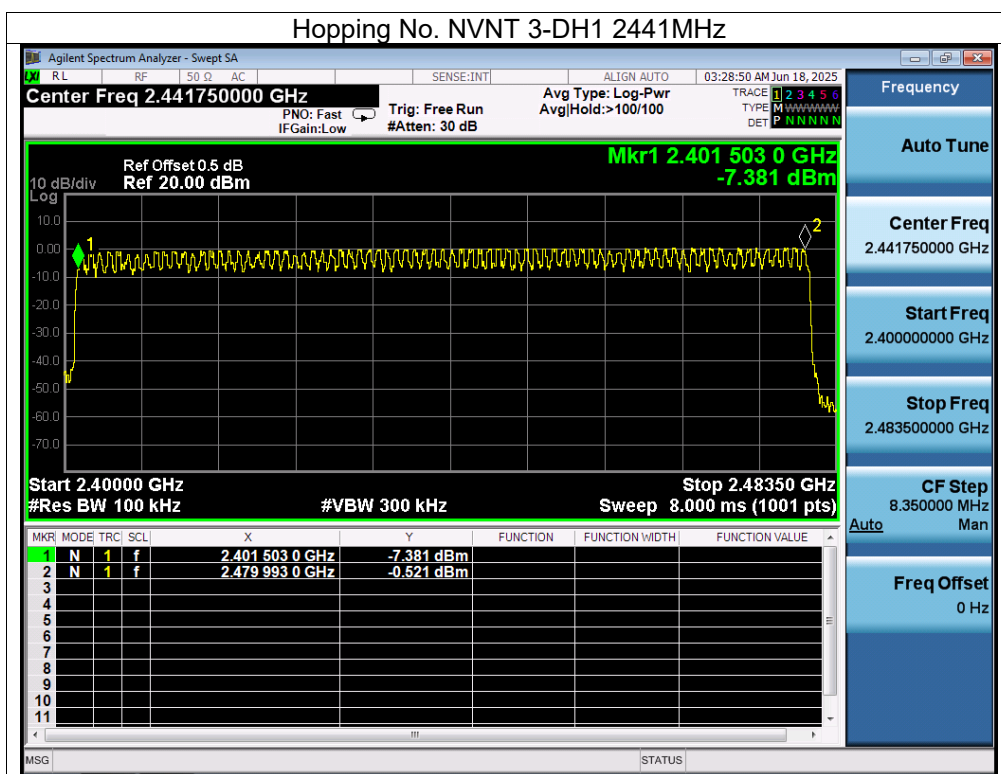 Hopping No. NVNT 3-DH1 2441MHz
Agilent Spectrum Analyzer - Swept SA
LXI RL RF 50 Ω AC SENSE:INT ALIGN AUTO 03:28:50 AM Jun 18, 2025
Center Freq 2.441750000 GHz
PNO: Fast
IFGain:Low
Trig: Free Run
#Atten: 30 dB
Avg Type: Log-Pwr
Avg|Hold:>100/100
TRACE 1 2 3 4 5 6
TYPE M WWWWW
DET P N N N N N
Ref Offset 0.5 dB
10 dB/div Ref 20.00 dBm
Log
Mkr1 2.401 503 0 GHz
-7.381 dBm
10.0
0.00
-10.0
-20.0
-30.0
-40.0
-50.0
-60.0
-70.0
1
2
Start 2.40000 GHz Stop 2.48350 GHz
#Res BW 100 kHz #VBW 300 kHz Sweep 8.000 ms (1001 pts)
MKR MODE TRC SCL X Y FUNCTION FUNCTION WIDTH FUNCTION VALUE
1 N 1 f 2.401 503 0 GHz -7.381 dBm
2 N 1 f 2.479 993 0 GHz -0.521 dBm
3
4
5
6
7
8
9
10
11
MSG STATUS
Frequency
Auto Tune
Center Freq
2.441750000 GHz
Start Freq
2.400000000 GHz
Stop Freq
2.483500000 GHz
CF Step
8.350000 MHz
Auto Man
Freq Offset
0 Hz